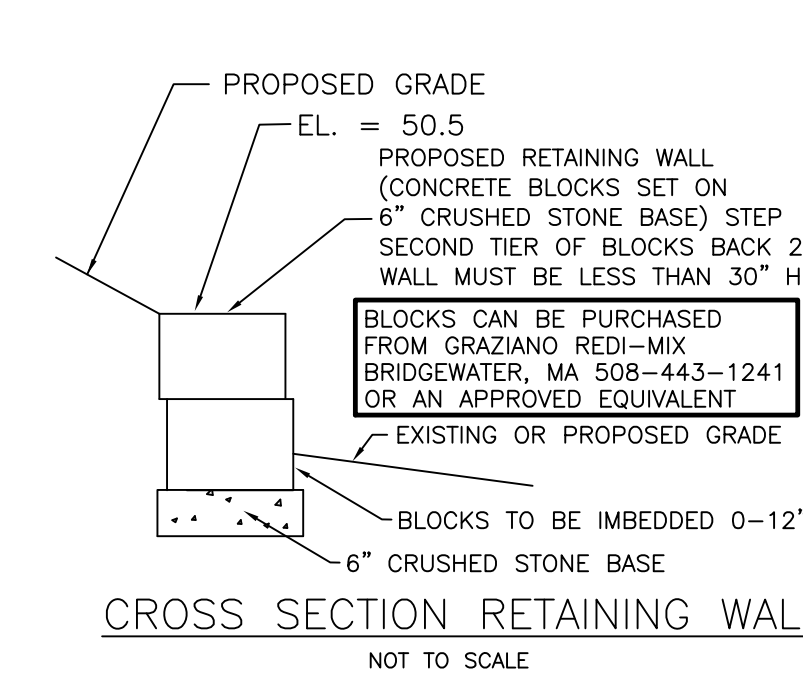 PROPOSED GRADE
EL. = 50.5
PROPOSED RETAINING WALL
(CONCRETE BLOCKS SET ON
6" CRUSHED STONE BASE) STEP
SECOND TIER OF BLOCKS BACK 2
WALL MUST BE LESS THAN 30" H
BLOCKS CAN BE PURCHASED
FROM GRAZIANO REDI-MIX
BRIDGEWATER, MA 508-443-1241
OR AN APPROVED EQUIVALENT
EXISTING OR PROPOSED GRADE
BLOCKS TO BE IMBEDDED 0-12"
6" CRUSHED STONE BASE
CROSS SECTION RETAINING WAL
NOT TO SCALE